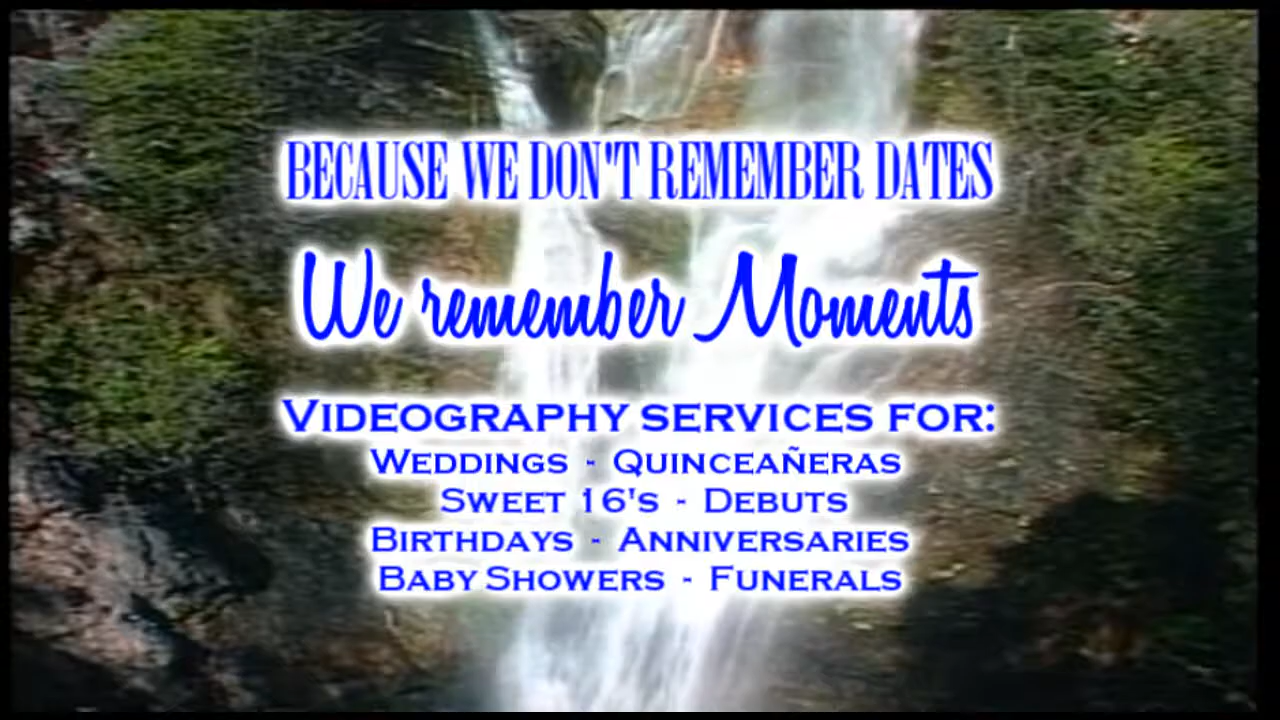 BECAUSE WE DON'T REMEMBER DATES
We remember Moments
VIDEOGRAPHY SERVICES FOR:
WEDDINGS - QUINCEAÑERAS
SWEET 16'S - DEBUTS
BIRTHDAYS - ANNIVERSARIES
BABY SHOWERS - FUNERALS